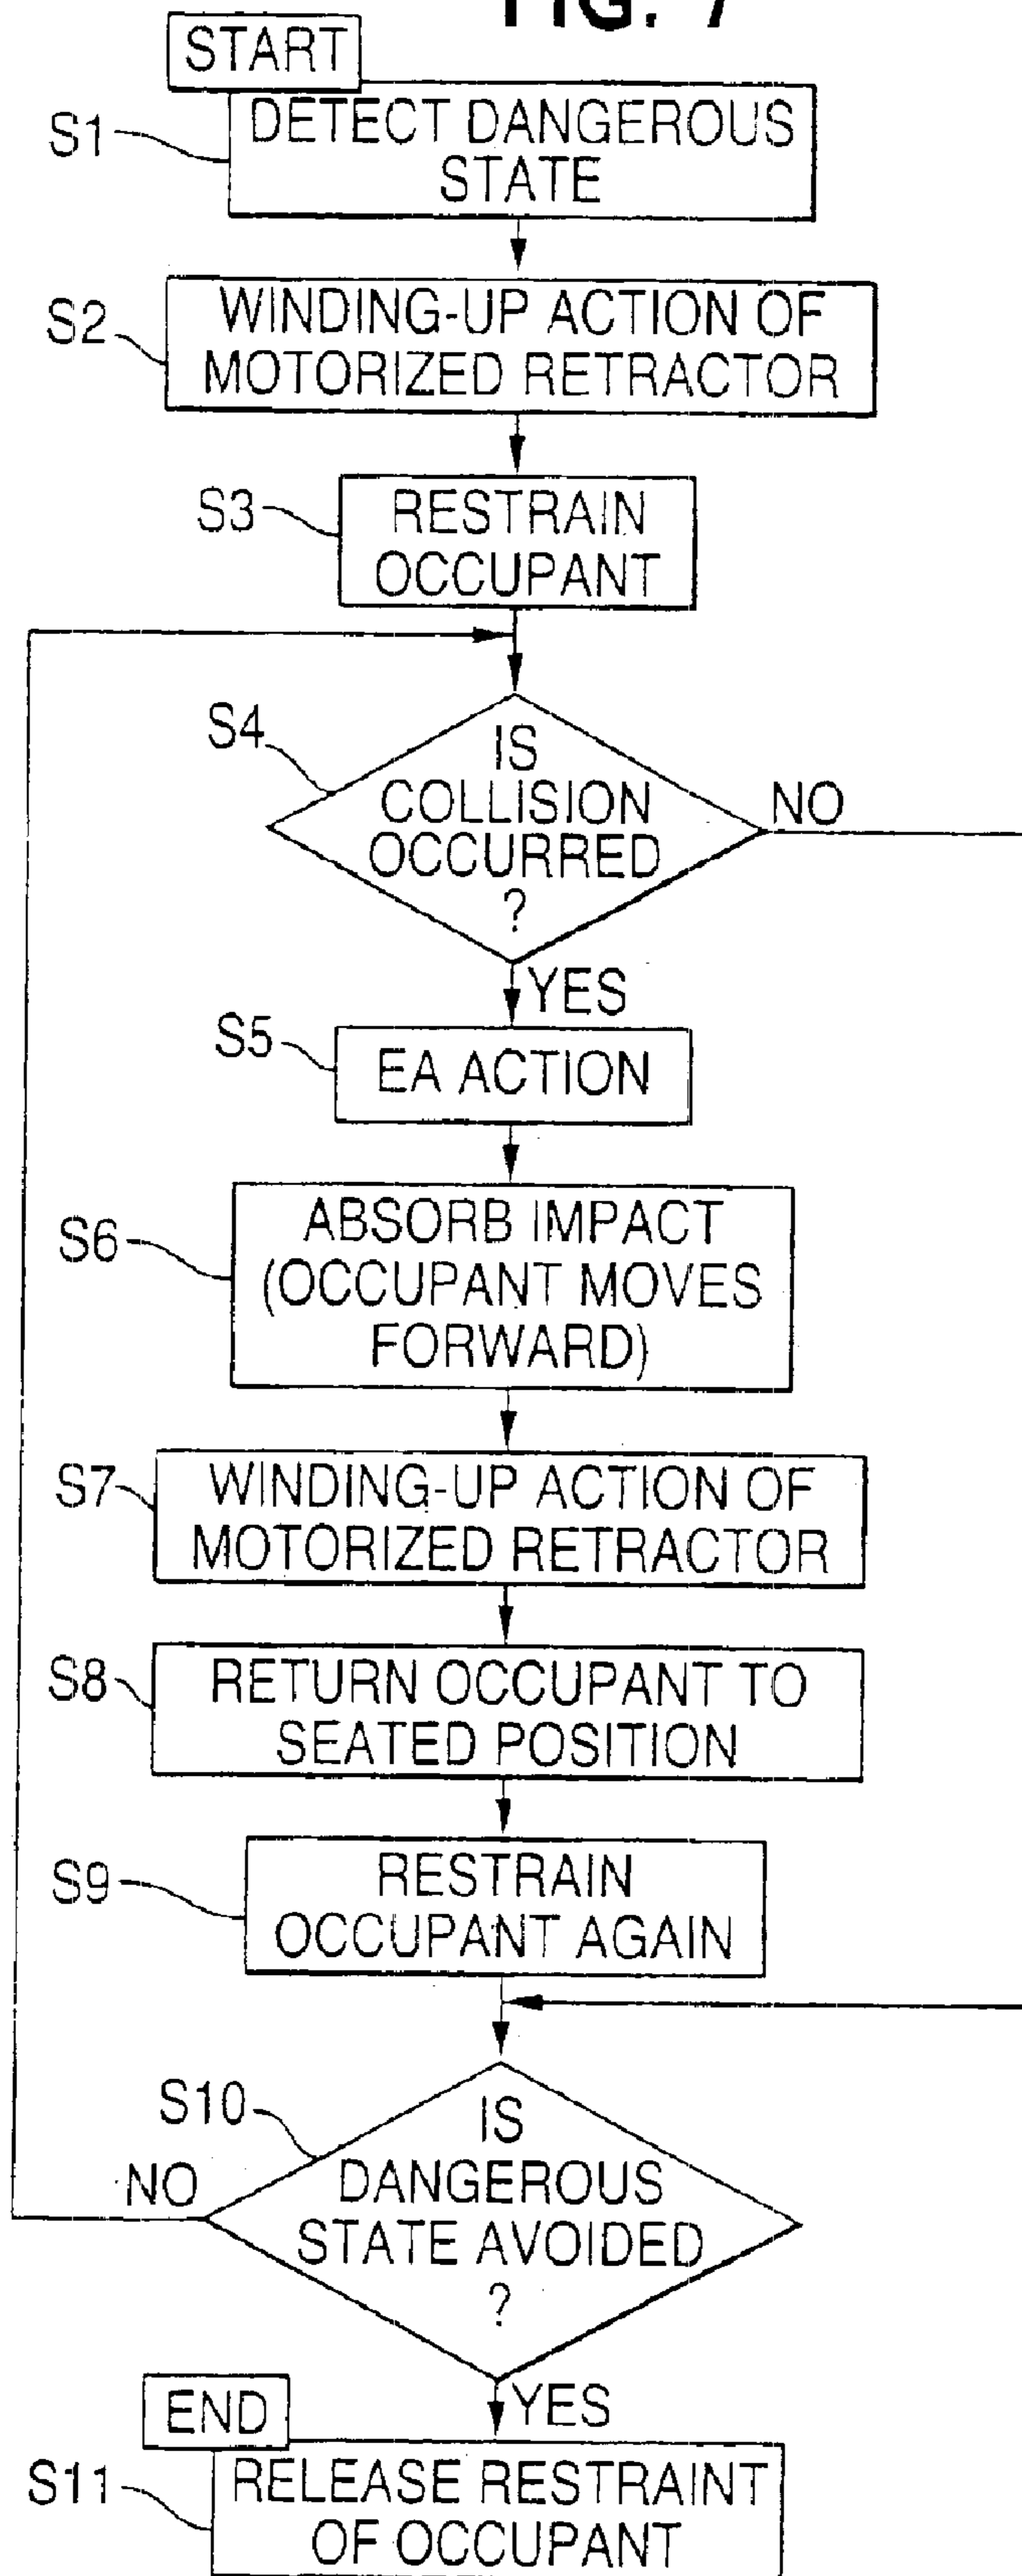 FIG. 7
START
S1
DETECT DANGEROUS
STATE
S2
WINDING-UP ACTION OF
MOTORIZED RETRACTOR
S3
RESTRAIN
OCCUPANT
S4
IS
COLLISION
OCCURRED
?
NO
YES
S5
EA ACTION
S6
ABSORB IMPACT
(OCCUPANT MOVES
FORWARD)
S7
WINDING-UP ACTION OF
MOTORIZED RETRACTOR
S8
RETURN OCCUPANT TO
SEATED POSITION
S9
RESTRAIN
OCCUPANT AGAIN
S10
IS
DANGEROUS
STATE AVOIDED
?
NO
YES
END
S11
RELEASE RESTRAINT
OF OCCUPANT